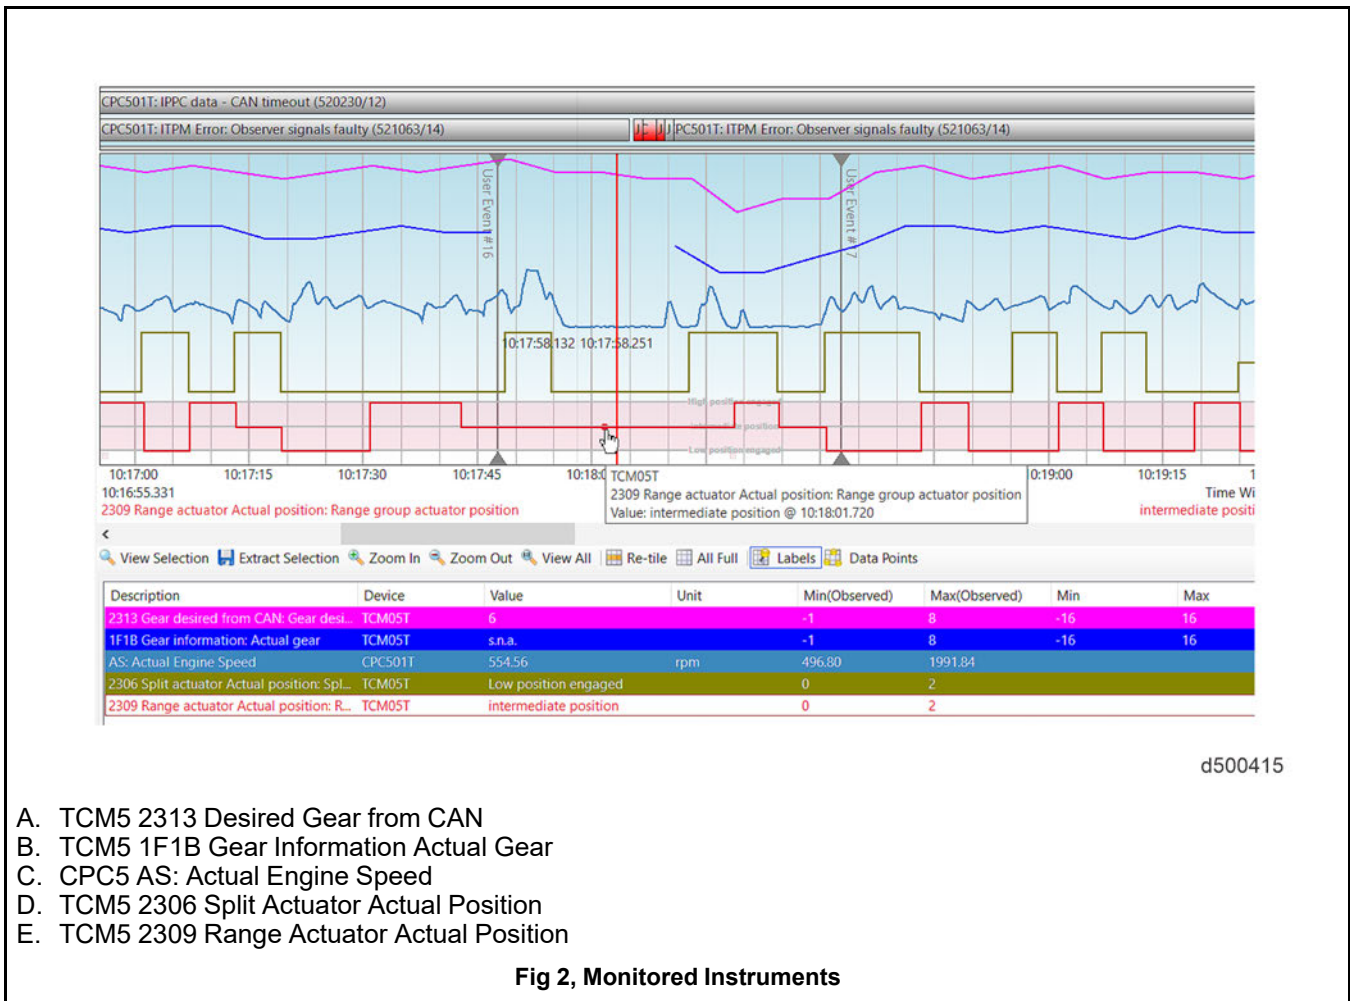 CPC501T: IPPC data - CAN timeout (520230/12)
CPC501T: ITPM Error: Observer signals faulty (521063/14)
PC501T: ITPM Error: Observer signals faulty (521063/14)
User Event #16
User Event #
7
10:17:58.132 10:17:58.251
High position engaged
intermediate position
Low position engaged
10:17:00 10:17:15 10:17:30 10:17:45 10:18:0 0:19:00 10:19:15 1
10:16:55.331
Time Wi
2309 Range actuator Actual position: Range group actuator position
intermediate positi
TCM05T
2309 Range actuator Actual position: Range group actuator position
Value: intermediate position @ 10:18:01.720
View Selection Extract Selection Zoom In Zoom Out View All Re-tile All Full Labels Data Points
Description Device Value Unit Min(Observed) Max(Observed) Min Max
2313 Gear desired from CAN: Gear desi... TCM05T 6 -1 8 -16 16
1F1B Gear information: Actual gear TCM05T s.n.a. -1 8 -16 16
AS: Actual Engine Speed CPC501T 554.56 rpm 496.80 1991.84
2306 Split actuator Actual position: Spl... TCM05T Low position engaged 0 2
2309 Range actuator Actual position: R... TCM05T intermediate position 0 2
d500415
A. TCM5 2313 Desired Gear from CAN
B. TCM5 1F1B Gear Information Actual Gear
C. CPC5 AS: Actual Engine Speed
D. TCM5 2306 Split Actuator Actual Position
E. TCM5 2309 Range Actuator Actual Position
Fig 2, Monitored Instruments